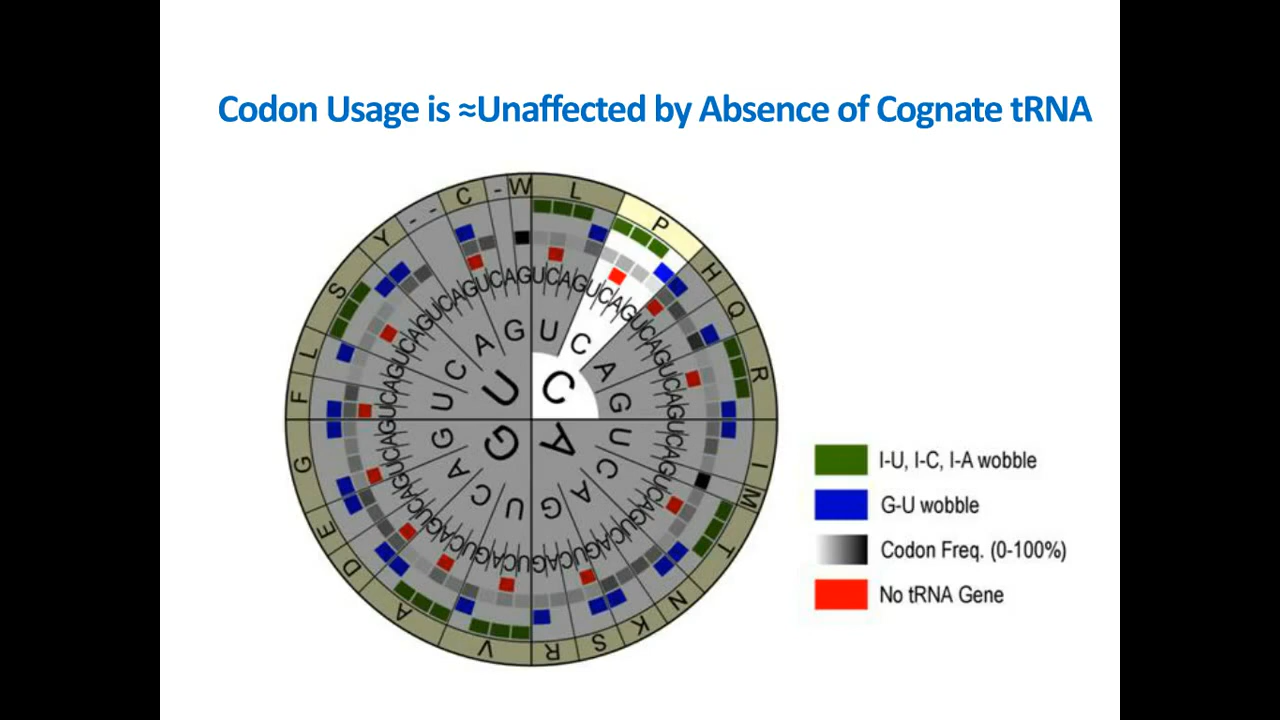 Codon Usage is ≈Unaffected by Absence of Cognate tRNA
C - W L P H Q R I M T N K S R V A D E G F L S Y - -
U C A G U C A G U C A G U C A G
U C A G
I-U, I-C, I-A wobble
G-U wobble
Codon Freq. (0-100%)
No tRNA Gene